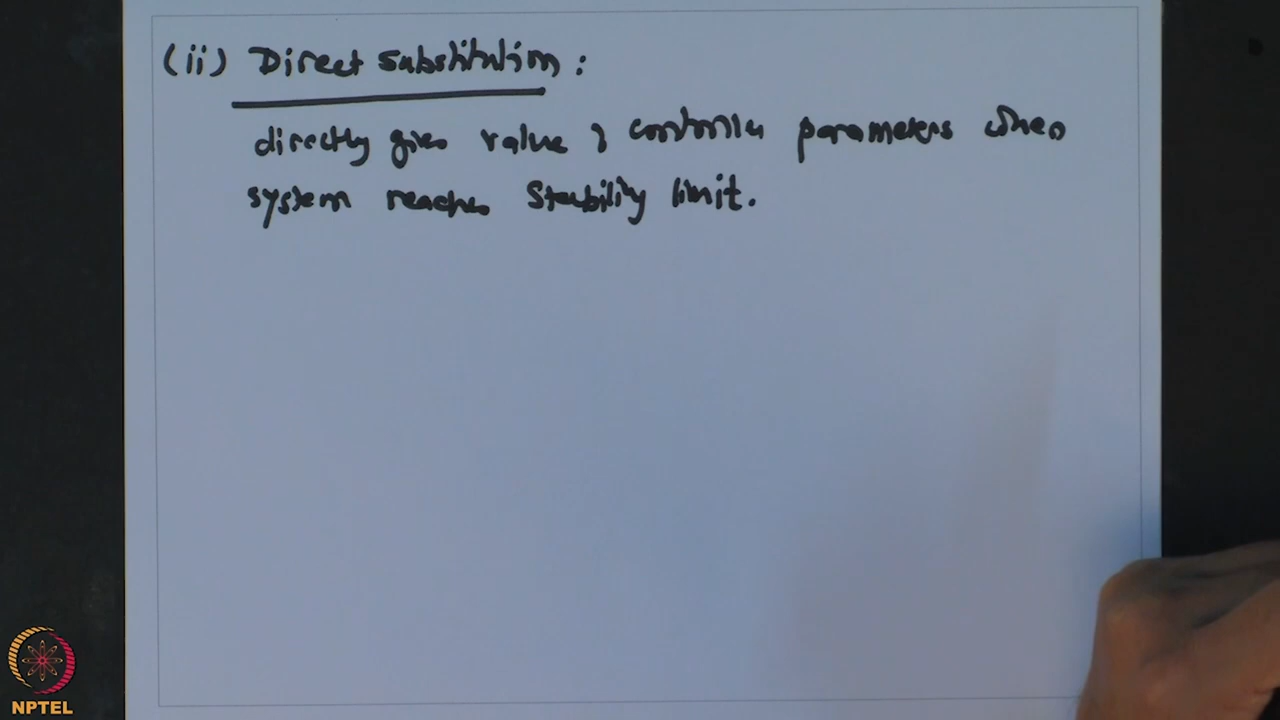 (ii) Direct substitution :
directly gives value of controller parameters when
system reaches Stability limit.
NPTEL